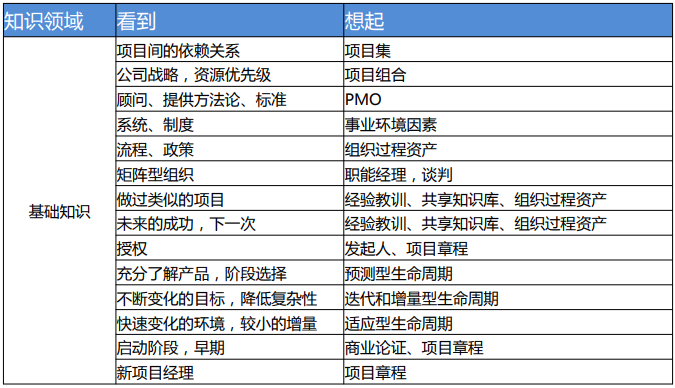 知识领域 看到 想起
项目间的依赖关系 项目集
公司战略，资源优先级 项目组合
顾问、提供方法论、标准 PMO
系统、制度 事业环境因素
流程、政策 组织过程资产
矩阵型组织 职能经理，谈判
做过类似的项目 经验教训、共享知识库、组织过程资产
基础知识
未来的成功，下一次 经验教训、共享知识库、组织过程资产
授权 发起人、项目章程
充分了解产品，阶段选择 预测型生命周期
不断变化的目标，降低复杂性 迭代和增量型生命周期
快速变化的环境，较小的增量 适应型生命周期
启动阶段，早期 商业论证、项目章程
新项目经理 项目章程